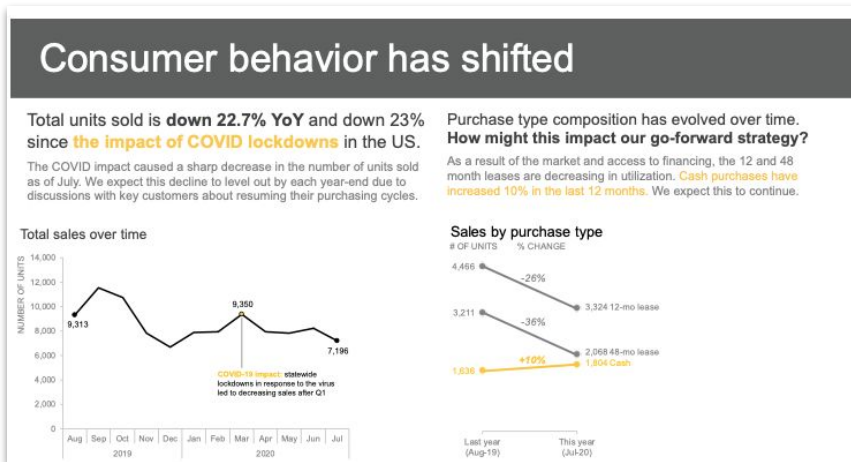 Consumer behavior has shifted
Total units sold is down 22.7% YoY and down 23%
since the impact of COVID lockdowns in the US.
The COVID impact caused a sharp decrease in the number of units sold
as of July. We expect this decline to level out by each year-end due to
discussions with key customers about resuming their purchasing cycles.
Total sales over time
NUMBER OF UNITS
14,000
12,000
10,000
8,000
6,000
4,000
2,000
0
9,313
9,350
7,196
COVID-19 impact: statewide
lockdowns in response to the virus
led to decreasing sales after Q1
Aug Sep Oct Nov Dec Jan Feb Mar Apr May Jun Jul
2019 2020
Purchase type composition has evolved over time.
How might this impact our go-forward strategy?
As a result of the market and access to financing, the 12 and 48
month leases are decreasing in utilization. Cash purchases have
increased 10% in the last 12 months. We expect this to continue.
Sales by purchase type
# OF UNITS % CHANGE
4,466
-26%
3,324 12-mo lease
3,211
-36%
2,068 48-mo lease
1,636
+10%
1,804 Cash
Last year This year
(Aug-19) (Jul-20)